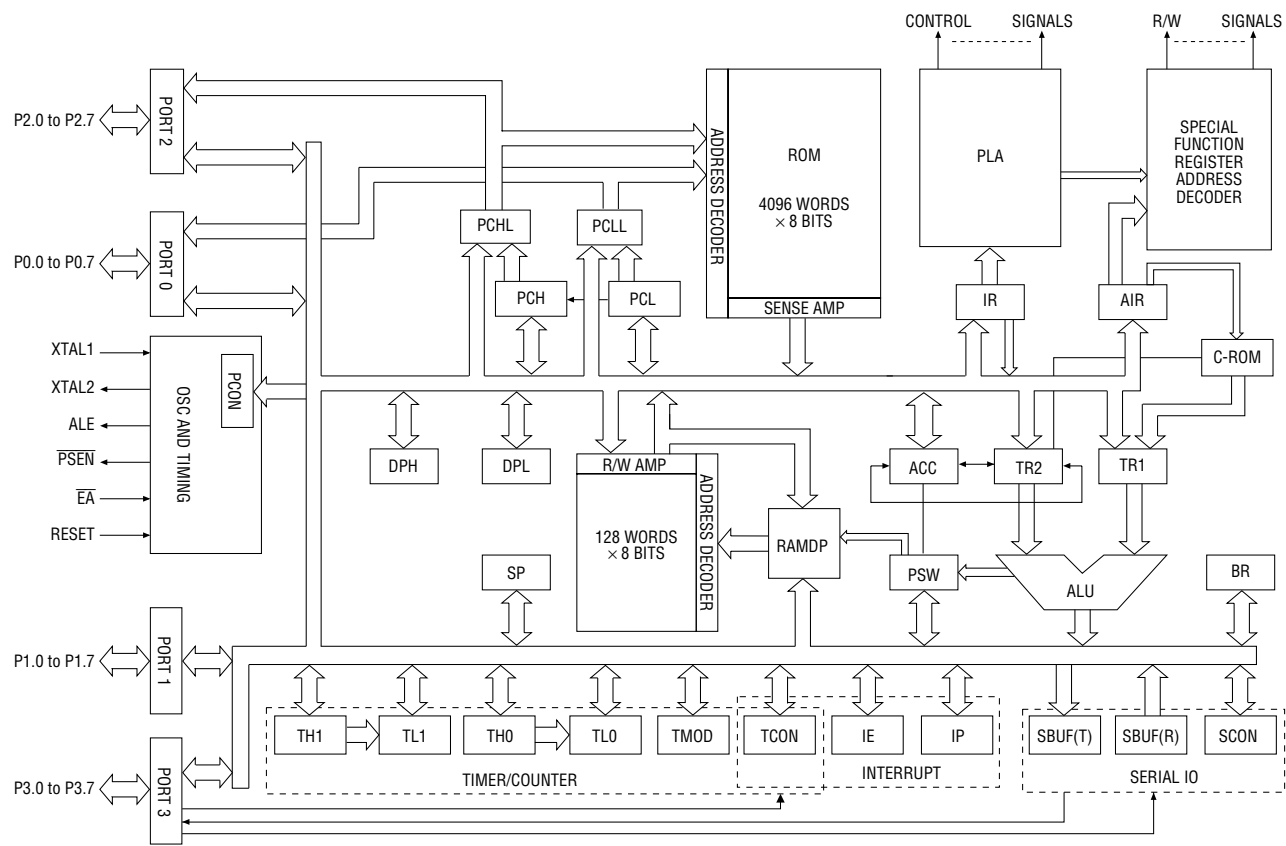 CONTROL SIGNALS R/W SIGNALS
P2.0 to P2.7
PORT 2
P0.0 to P0.7
PORT 0
ADDRESS DECODER
ROM
4096 WORDS
× 8 BITS
SENSE AMP
PLA
SPECIAL
FUNCTION
REGISTER
ADDRESS
DECODER
PCHL
PCLL
PCH
PCL
IR
AIR
C-ROM
XTAL1
XTAL2
ALE
PSEN
EA
RESET
OSC AND TIMING
PCON
DPH
DPL
R/W AMP
128 WORDS
× 8 BITS
ADDRESS DECODER
RAMDP
ACC
TR2
TR1
SP
PSW
ALU
BR
P1.0 to P1.7
PORT 1
P3.0 to P3.7
PORT 3
TH1
TL1
TH0
TL0
TMOD
TCON
IE
IP
SBUF(T)
SBUF(R)
SCON
TIMER/COUNTER
INTERRUPT
SERIAL IO